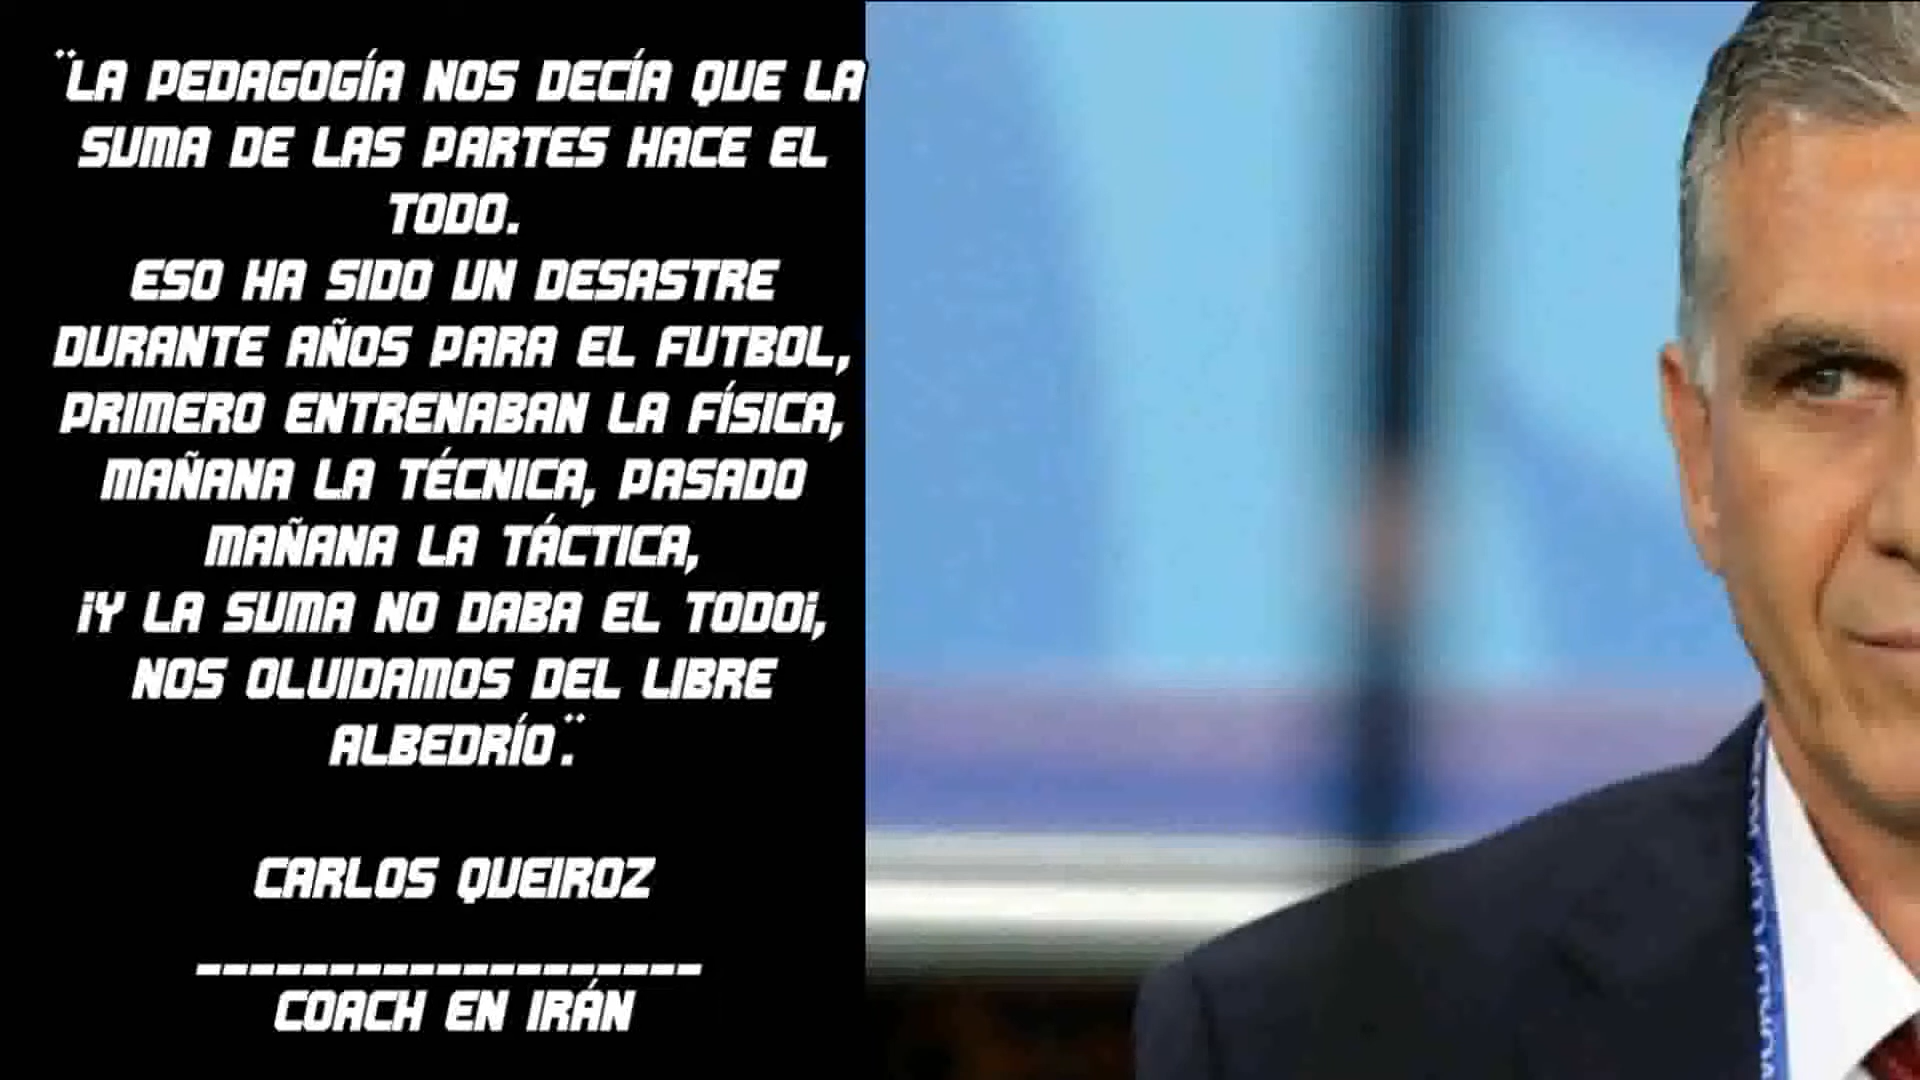 ¨LA PEDAGOGÍA NOS DECÍA QUE LA
SUMA DE LAS PARTES HACE EL
TODO.
ESO HA SIDO UN DESASTRE
DURANTE AÑOS PARA EL FUTBOL,
PRIMERO ENTRENABAN LA FÍSICA,
MAÑANA LA TÉCNICA, PASADO
MAÑANA LA TÁCTICA,
¡Y LA SUMA NO DABA EL TODO¡,
NOS OLVIDAMOS DEL LIBRE
ALBEDRÍO.¨
CARLOS QUEIROZ
-------------------
COACH EN IRÁN